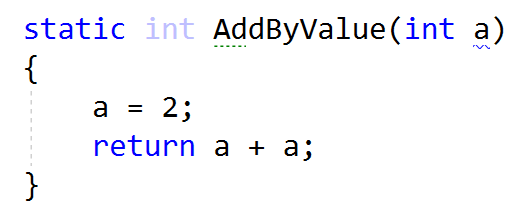 static int AddByValue(int a)
{
    a = 2;
    return a + a;
}